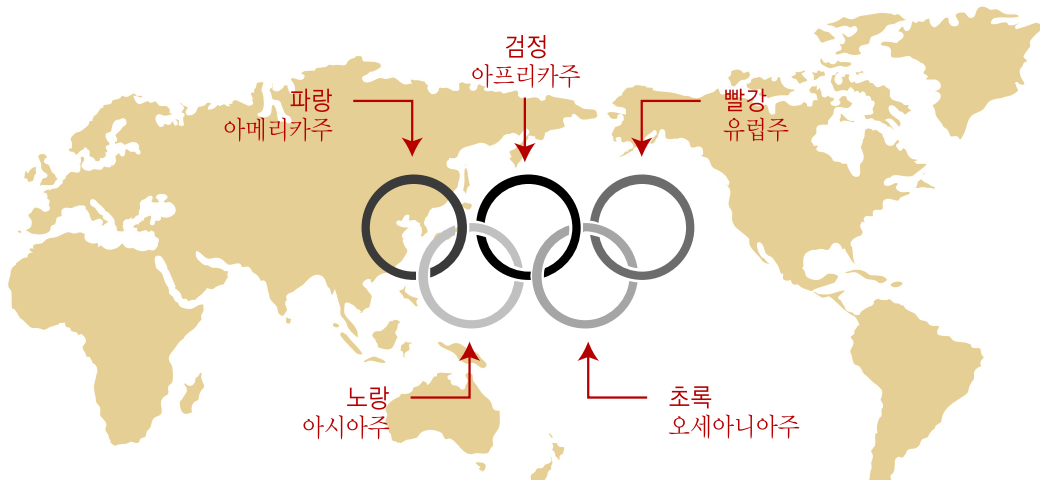 검정
아프리카주
파랑
아메리카주
빨강
유럽주
노랑
아시아주
초록
오세아니아주